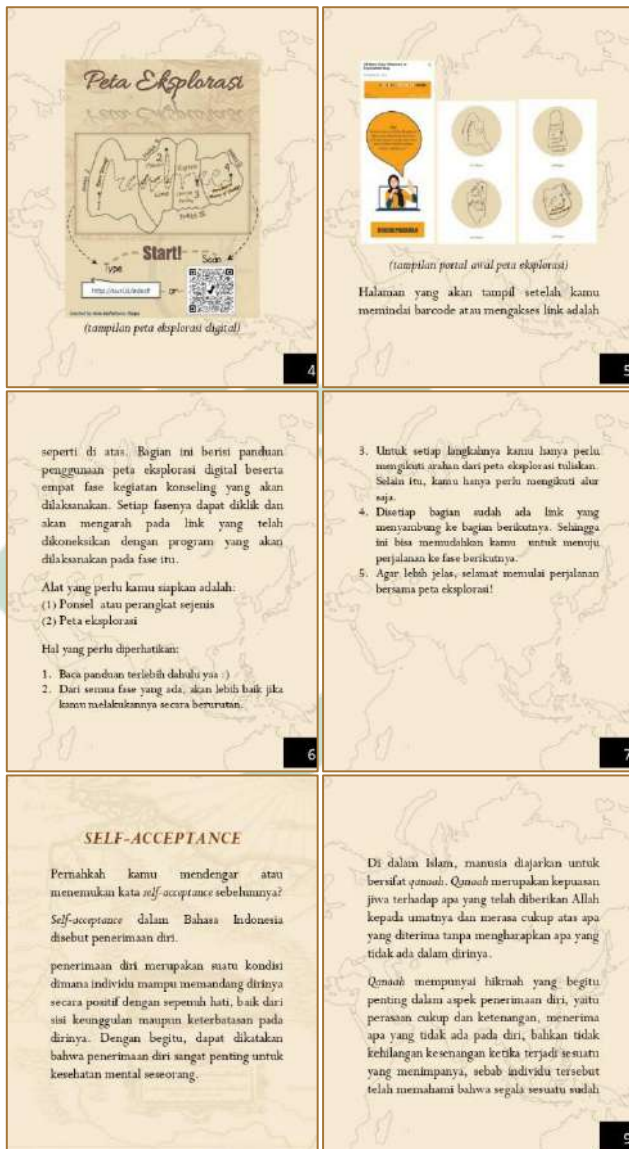 Peta Eksplorasi
Start!
Type
Scan
or
(tampilan peta eksplorasi digital)
4
(tampilan portal awal peta eksplorasi)
Halaman yang akan tampil setelah kamu
memindai barcode atau mengakses link adalah
5
seperti di atas. Bagian ini berisi panduan
penggunaan peta eksplorasi digital beserta
empat fase kegiatan konseling yang akan
dilaksanakan. Setiap fasenya dapat diklik dan
akan mengarah pada link yang telah
dikoneksikan dengan program yang akan
dilaksanakan pada fase itu.
Alat yang perlu kamu siapkan adalah:
(1) Ponsel atau perangkat sejenis
(2) Peta eksplorasi
Hal yang perlu diperhatikan:
1. Baca panduan terlebih dahulu yaa :)
2. Dari semua fase yang ada, akan lebih baik jika
kamu melakukannya secara berurutan.
6
3. Untuk setiap langkahnya kamu hanya perlu
mengikuti arahan dari peta eksplorasi tuliskan.
Selain itu, kamu hanya perlu mengikuti alur
saja.
4. Disetiap bagian sudah ada link yang
menyambung ke bagian berikutnya. Sehingga
ini bisa memudahkan kamu untuk menuju
perjalanan ke fase berikutnya.
5. Agar lebih jelas, selamat memulai perjalanan
bersama peta eksplorasi!
7
SELF-ACCEPTANCE
Pernahkah kamu mendengar atau
menemukan kata self-acceptance sebelumnya?
Self-acceptance dalam Bahasa Indonesia
disebut penerimaan diri.
penerimaan diri merupakan suatu kondisi
dimana individu mampu memandang dirinya
secara positif dengan sepenuh hati, baik dari
sisi keunggulan maupun keterbatasan pada
dirinya. Dengan begitu, dapat dikatakan
bahwa penerimaan diri sangat penting untuk
kesehatan mental seseorang.
Di dalam Islam, manusia diajarkan untuk
bersifat qanaah. Qanaah merupakan kepuasan
jiwa terhadap apa yang telah diberikan Allah
kepada umatnya dan merasa cukup atas apa
yang diterima tanpa mengharapkan apa yang
tidak ada dalam dirinya.
Qanaah mempunyai hikmah yang begitu
penting dalam aspek penerimaan diri, yaitu
perasaan cukup dan ketenangan, menerima
apa yang tidak ada pada diri, bahkan tidak
kehilangan kesenangan ketika terjadi sesuatu
yang menimpanya, sebab individu tersebut
telah memahami bahwa segala sesuatu sudah
9